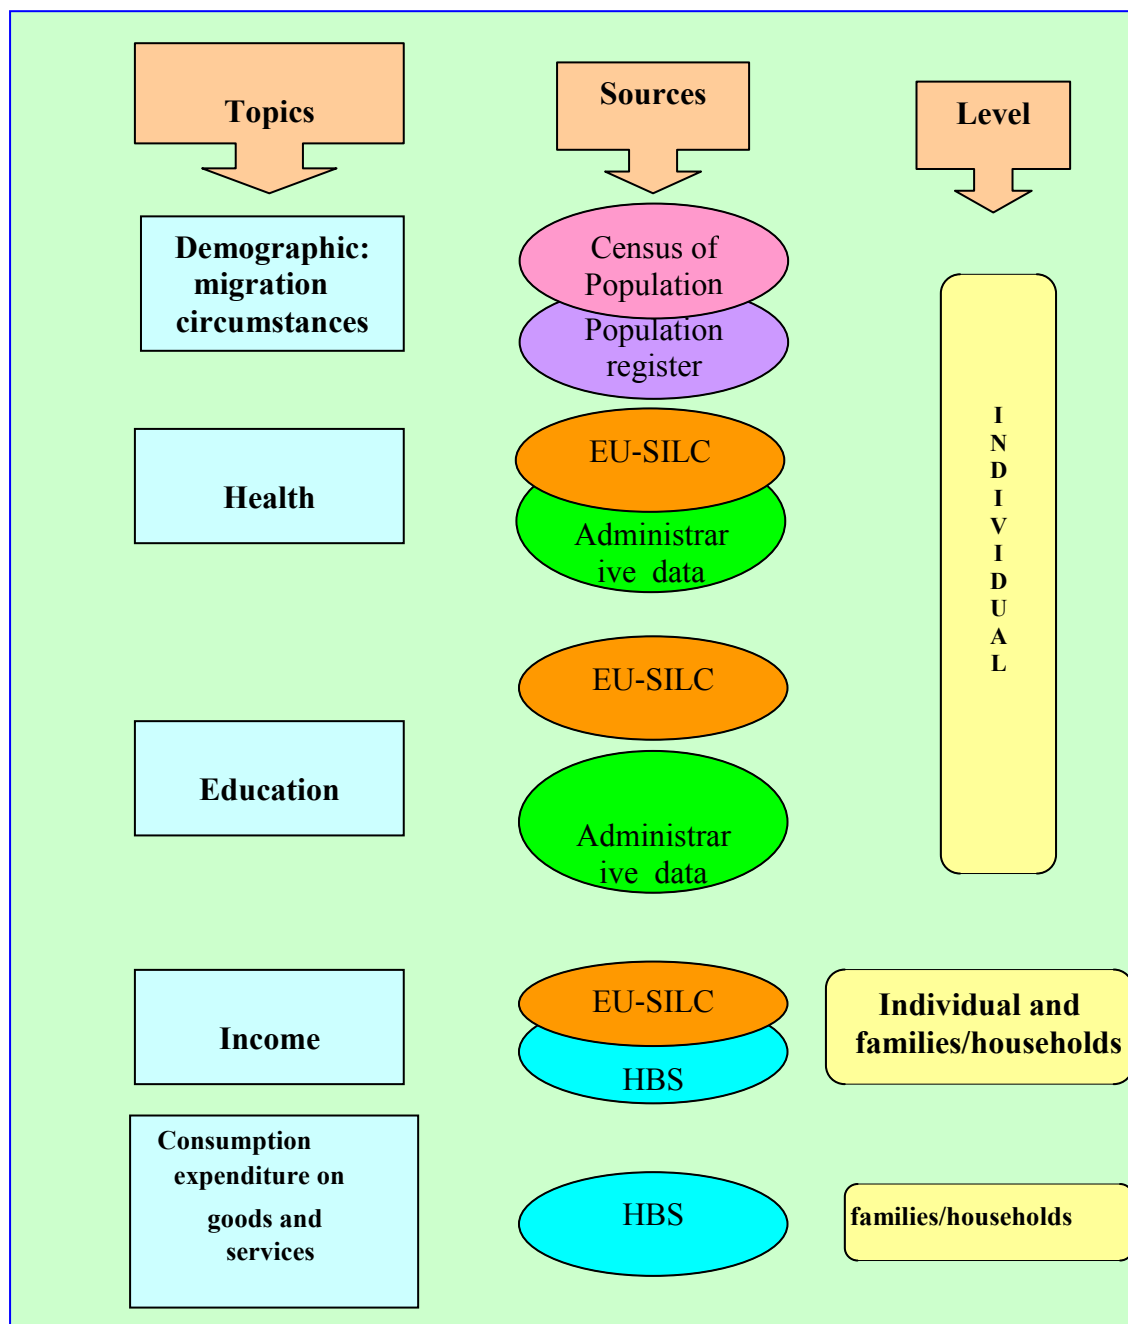 Topics
Sources
Level
Demographic:
migration
circumstances
Census of
Population
Population
register
I
N
D
I
V
I
D
U
A
L
Health
EU-SILC
Administrar
ive data
Education
EU-SILC
Administrar
ive data
Income
EU-SILC
HBS
Individual and
families/households
Consumption
expenditure on
goods and
services
HBS
families/households